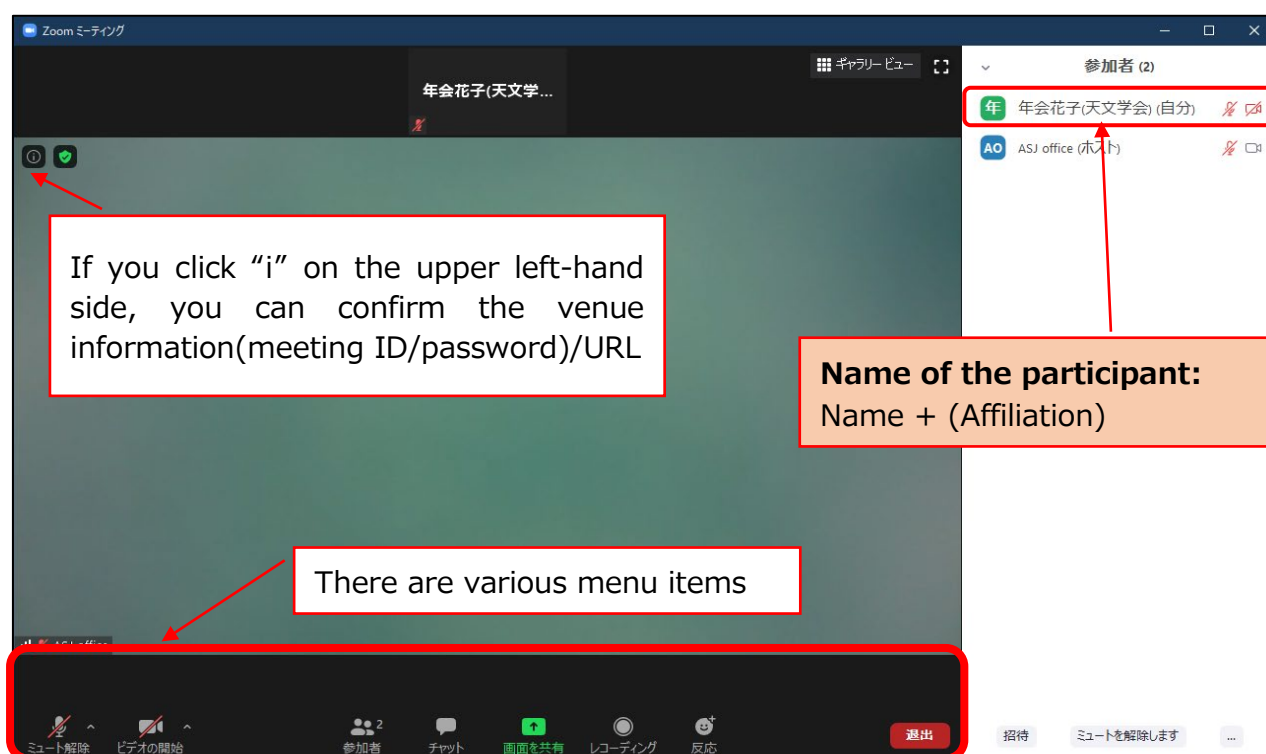 Zoom ミーティング
ギャラリー ビュー
参加者 (2)
年会花子(天文学...
年 年会花子(天文学会) (自分)
AO ASJ office (ホスト)
If you click “i” on the upper left-hand
side, you can confirm the venue
information(meeting ID/password)/URL
Name of the participant:
Name + (Affiliation)
There are various menu items
ASJ office
ミュート解除
ビデオの開始
2
参加者
チャット
画面を共有
レコーディング
反応
退出
招待
ミュートを解除します
...